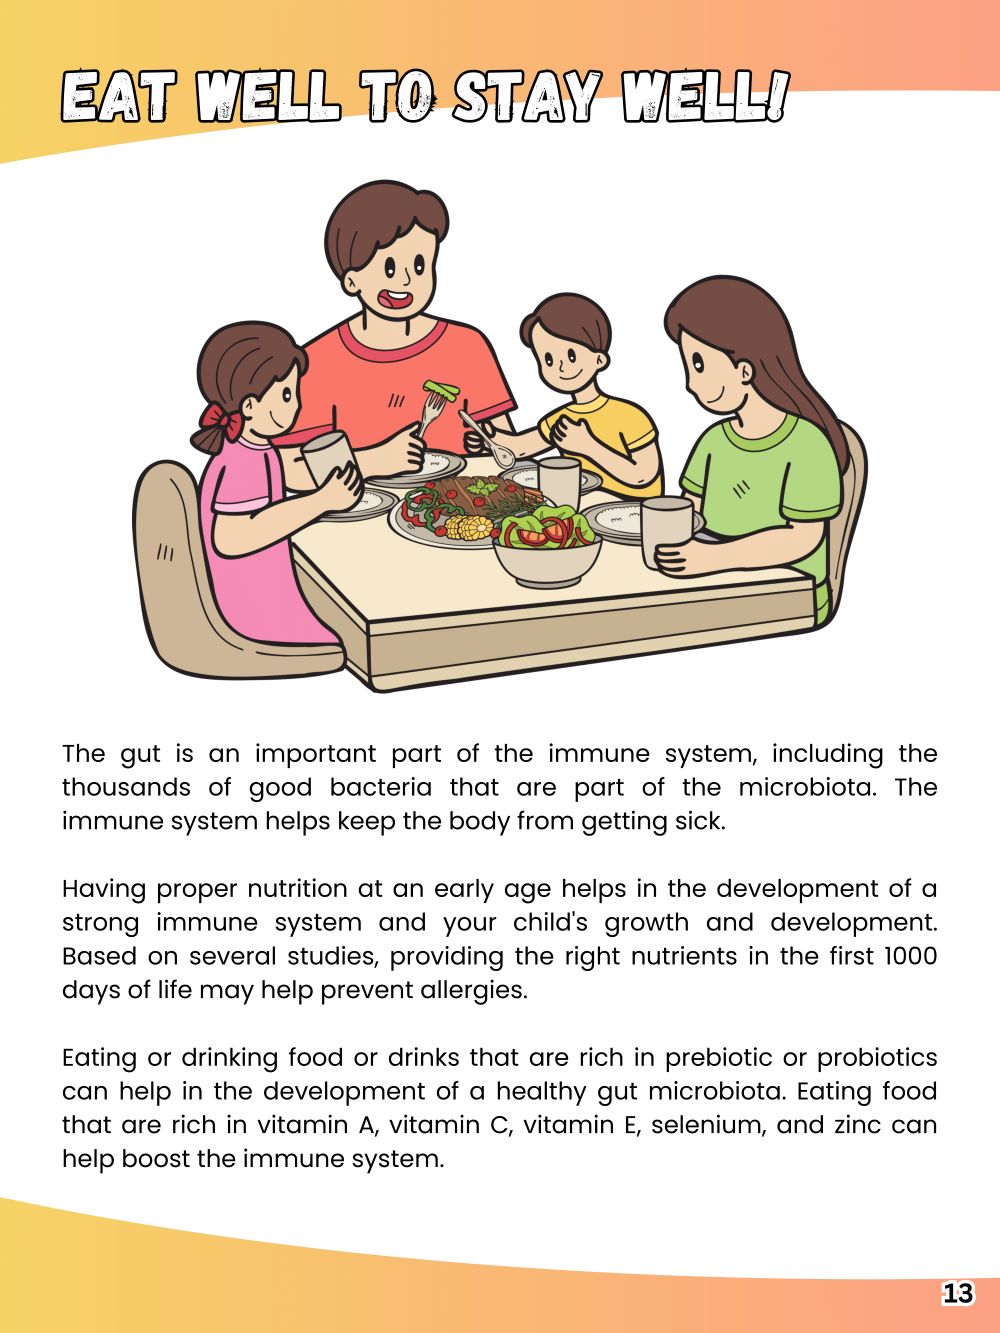 EAT WELL TO STAY WELL!
The gut is an important part of the immune system, including the
thousands of good bacteria that are part of the microbiota. The
immune system helps keep the body from getting sick.
Having proper nutrition at an early age helps in the development of a
strong immune system and your child's growth and development.
Based on several studies, providing the right nutrients in the first 1000
days of life may help prevent allergies.
Eating or drinking food or drinks that are rich in prebiotic or probiotics
can help in the development of a healthy gut microbiota. Eating food
that are rich in vitamin A, vitamin C, vitamin E, selenium, and zinc can
help boost the immune system.
13